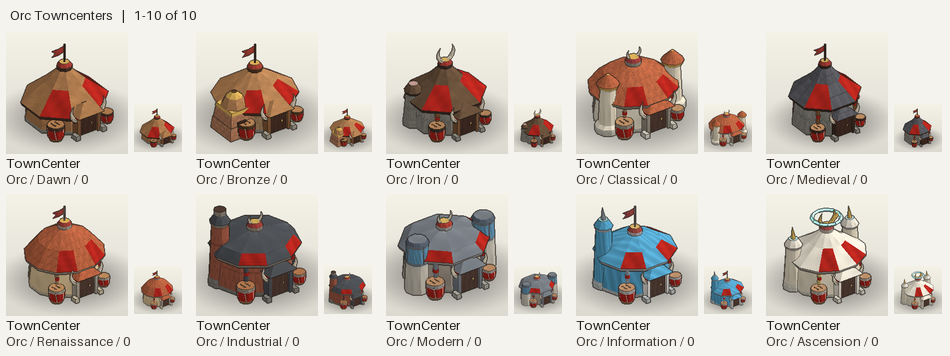 Orc Towncenters | 1-10 of 10
TownCenter
Orc / Dawn / 0
TownCenter
Orc / Bronze / 0
TownCenter
Orc / Iron / 0
TownCenter
Orc / Classical / 0
TownCenter
Orc / Medieval / 0
TownCenter
Orc / Renaissance / 0
TownCenter
Orc / Industrial / 0
TownCenter
Orc / Modern / 0
TownCenter
Orc / Information / 0
TownCenter
Orc / Ascension / 0